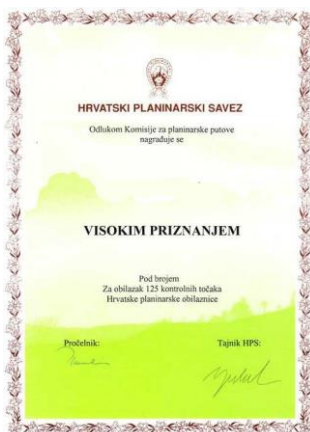 HRVATSKI PLANINARSKI SAVEZ
Odlukom Komisije za planinarske putove
nagrađuje se
VISOKIM PRIZNANJEM
Pod brojem
Za obilazak 125 kontrolnih točaka
Hrvatske planinarske obilaznice
Pročelnik: Tajnik HPS: